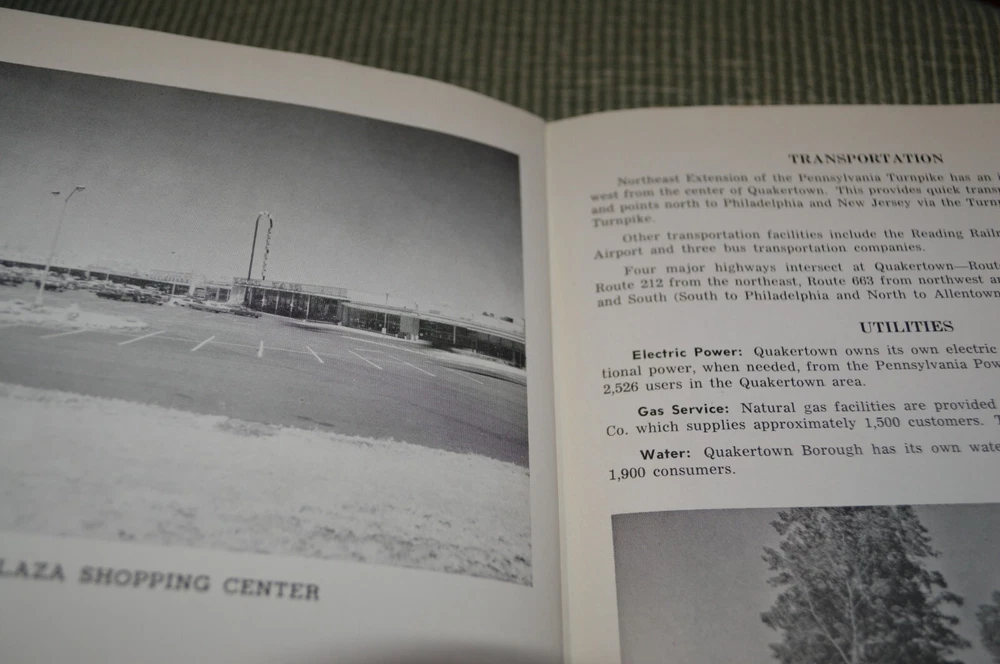 LAZA SHOPPING CENTER
TRANSPORTATION
Northeast Extension of the Pennsylvania Turnpike has an
west from the center of Quakertown. This provides quick
and points north to Philadelphia and New Jersey via the
Turnpike.
Other transportation facilities include the Reading
Airport and three bus transportation companies.
Four major highways intersect at Quakertown—
Route 212 from the northeast, Route 663 from northwest
and South (South to Philadelphia and North to Allentown
UTILITIES
Electric Power: Quakertown owns its own electric
tional power, when needed, from the Pennsylvania Pow
2,526 users in the Quakertown area.
Gas Service: Natural gas facilities are provided
Co. which supplies approximately 1,500 customers. T
Water: Quakertown Borough has its own wate
1,900 consumers.